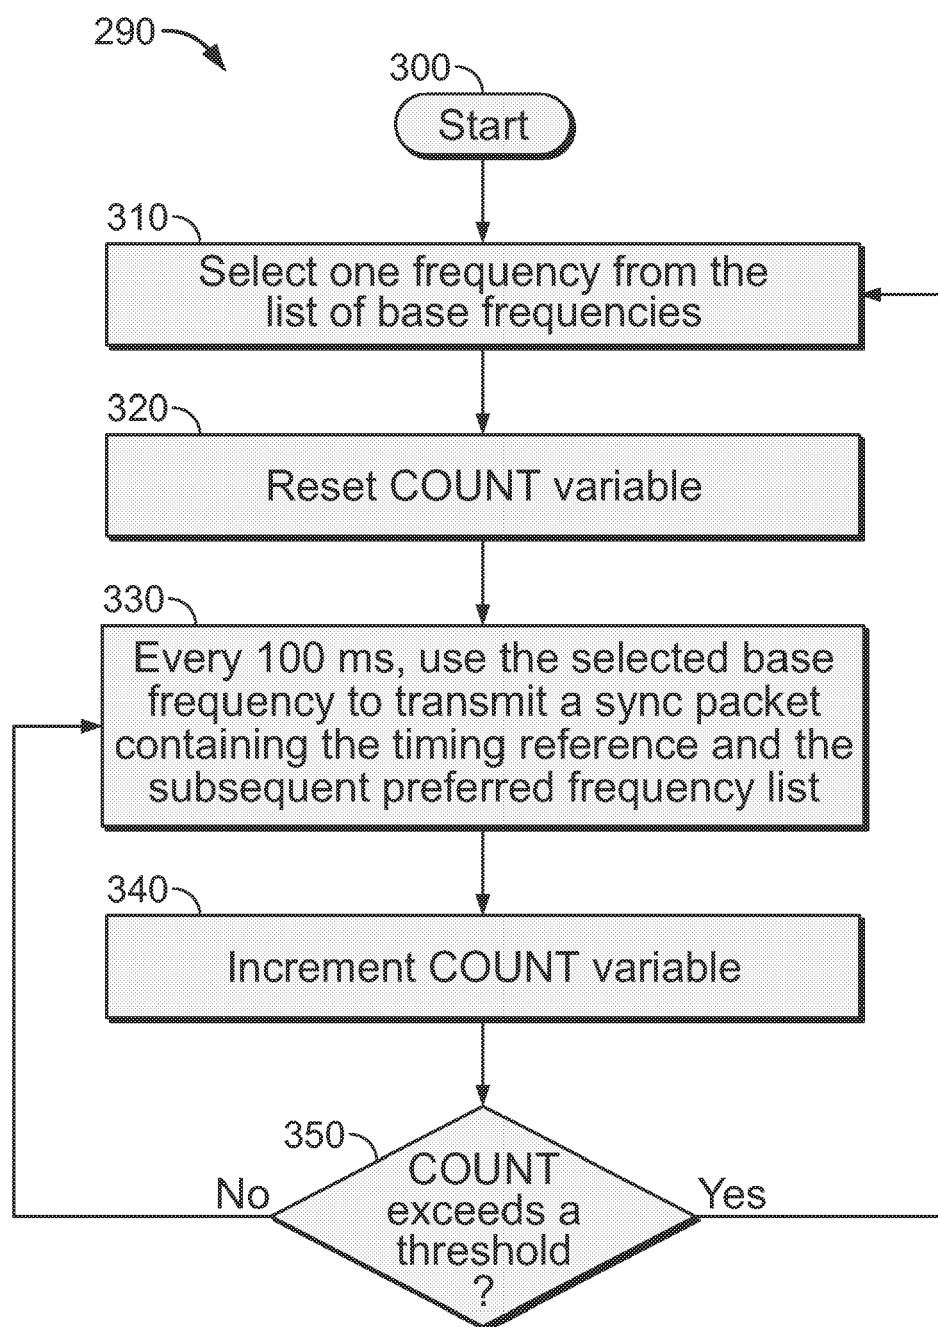 290
300
Start
310
Select one frequency from the
list of base frequencies
320
Reset COUNT variable
330
Every 100 ms, use the selected base
frequency to transmit a sync packet
containing the timing reference and the
subsequent preferred frequency list
340
Increment COUNT variable
350
COUNT
exceeds a
threshold
?
No
Yes